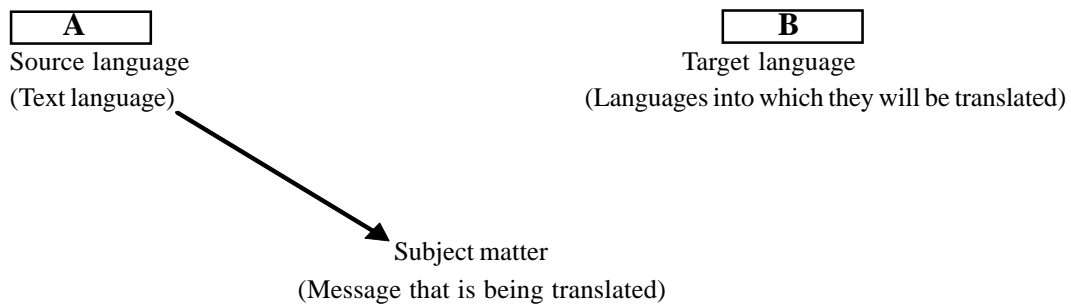 A B
Source language Target language
(Text language) (Languages into which they will be translated)
Subject matter
(Message that is being translated)